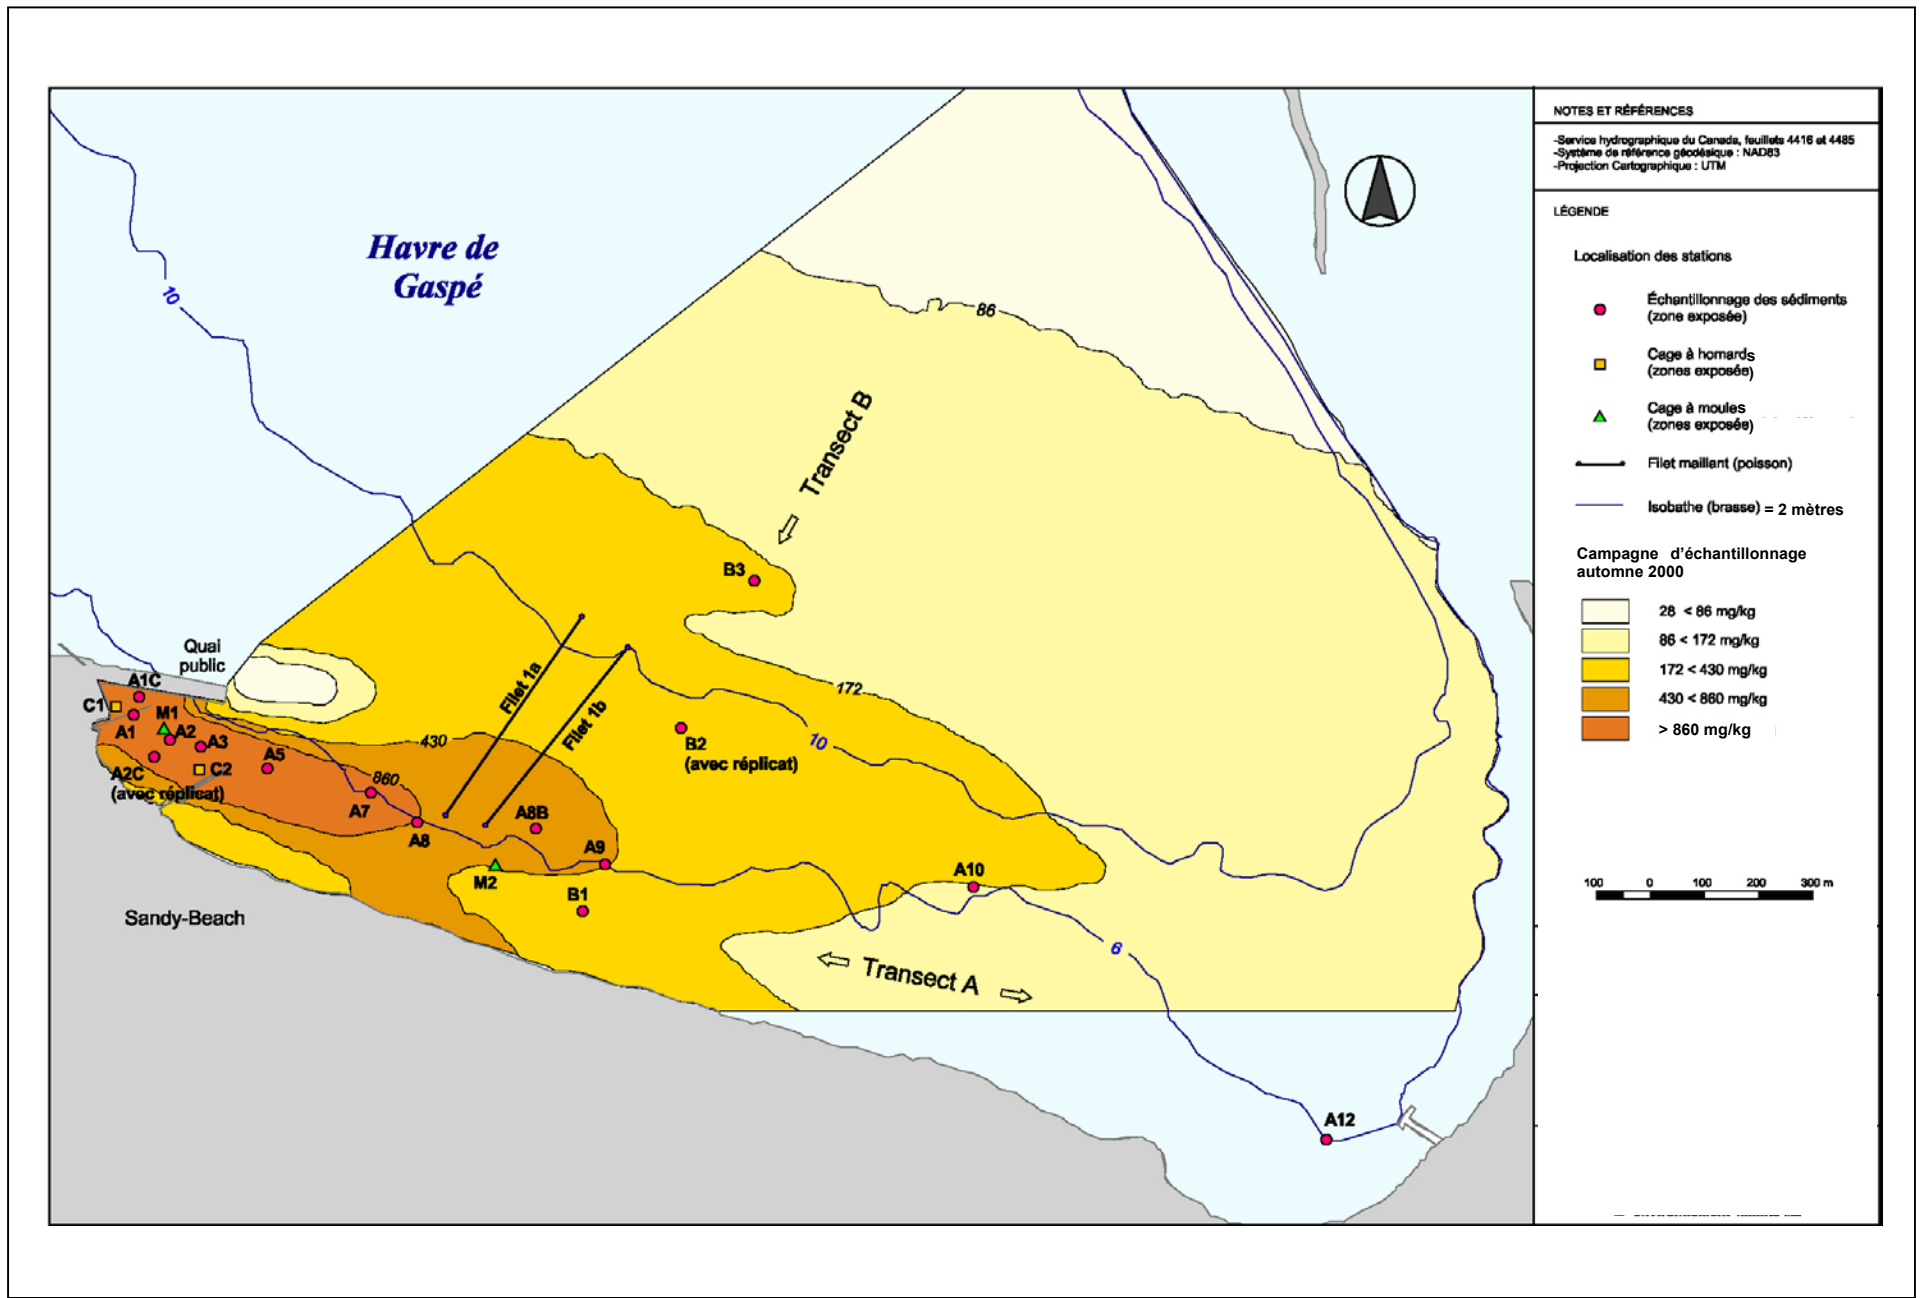 Havre de
Gaspé
10
86
Transect B
B3
Quai
public
A1C
C1
M1
A1
A2
A3
A2C
(avec réplicat)
C2
A5
430
860
A7
A8
Filet 1a
Filet 1b
172
B2
(avec réplicat)
10
A8B
A9
M2
B1
A10
6
Transect A
Sandy-Beach
A12
NOTES ET RÉFÉRENCES
-Service hydrographique du Canada, feuillets 4416 et 4485
-Système de référence géodésique : NAD83
-Projection Cartographique : UTM
LÉGENDE
Localisation des stations
Échantillonnage des sédiments
(zone exposée)
Cage à homards
(zones exposée)
Cage à moules
(zones exposée)
Filet maillant (poisson)
Isobathe (brasse) = 2 mètres
Campagne d'échantillonnage
automne 2000
28 < 86 mg/kg
86 < 172 mg/kg
172 < 430 mg/kg
430 < 860 mg/kg
> 860 mg/kg
100 0 100 200 300 m